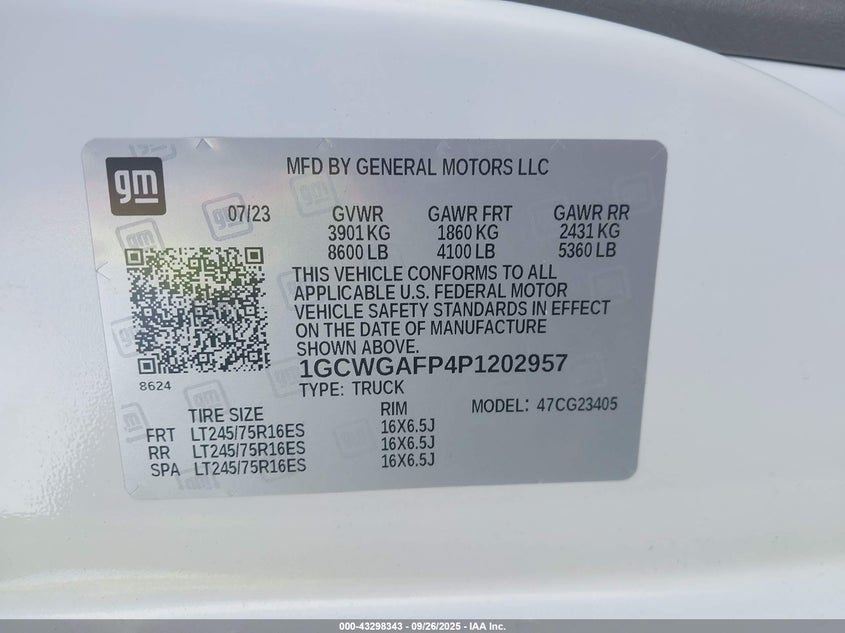 gm
MFD BY GENERAL MOTORS LLC
07/23 GVWR GAWR FRT GAWR RR
3901 KG 1860 KG 2431 KG
8600 LB 4100 LB 5360 LB
THIS VEHICLE CONFORMS TO ALL
APPLICABLE U.S. FEDERAL MOTOR
VEHICLE SAFETY STANDARDS IN EFFECT
ON THE DATE OF MANUFACTURE
SHOWN ABOVE.
8624
1GCWGAFP4P1202957
TYPE: TRUCK
MODEL: 47CG23405
TIRE SIZE RIM
FRT LT245/75R16ES 16X6.5J
RR LT245/75R16ES 16X6.5J
SPA LT245/75R16ES 16X6.5J
000-43298343 - 09/26/2025 - IAA Inc.